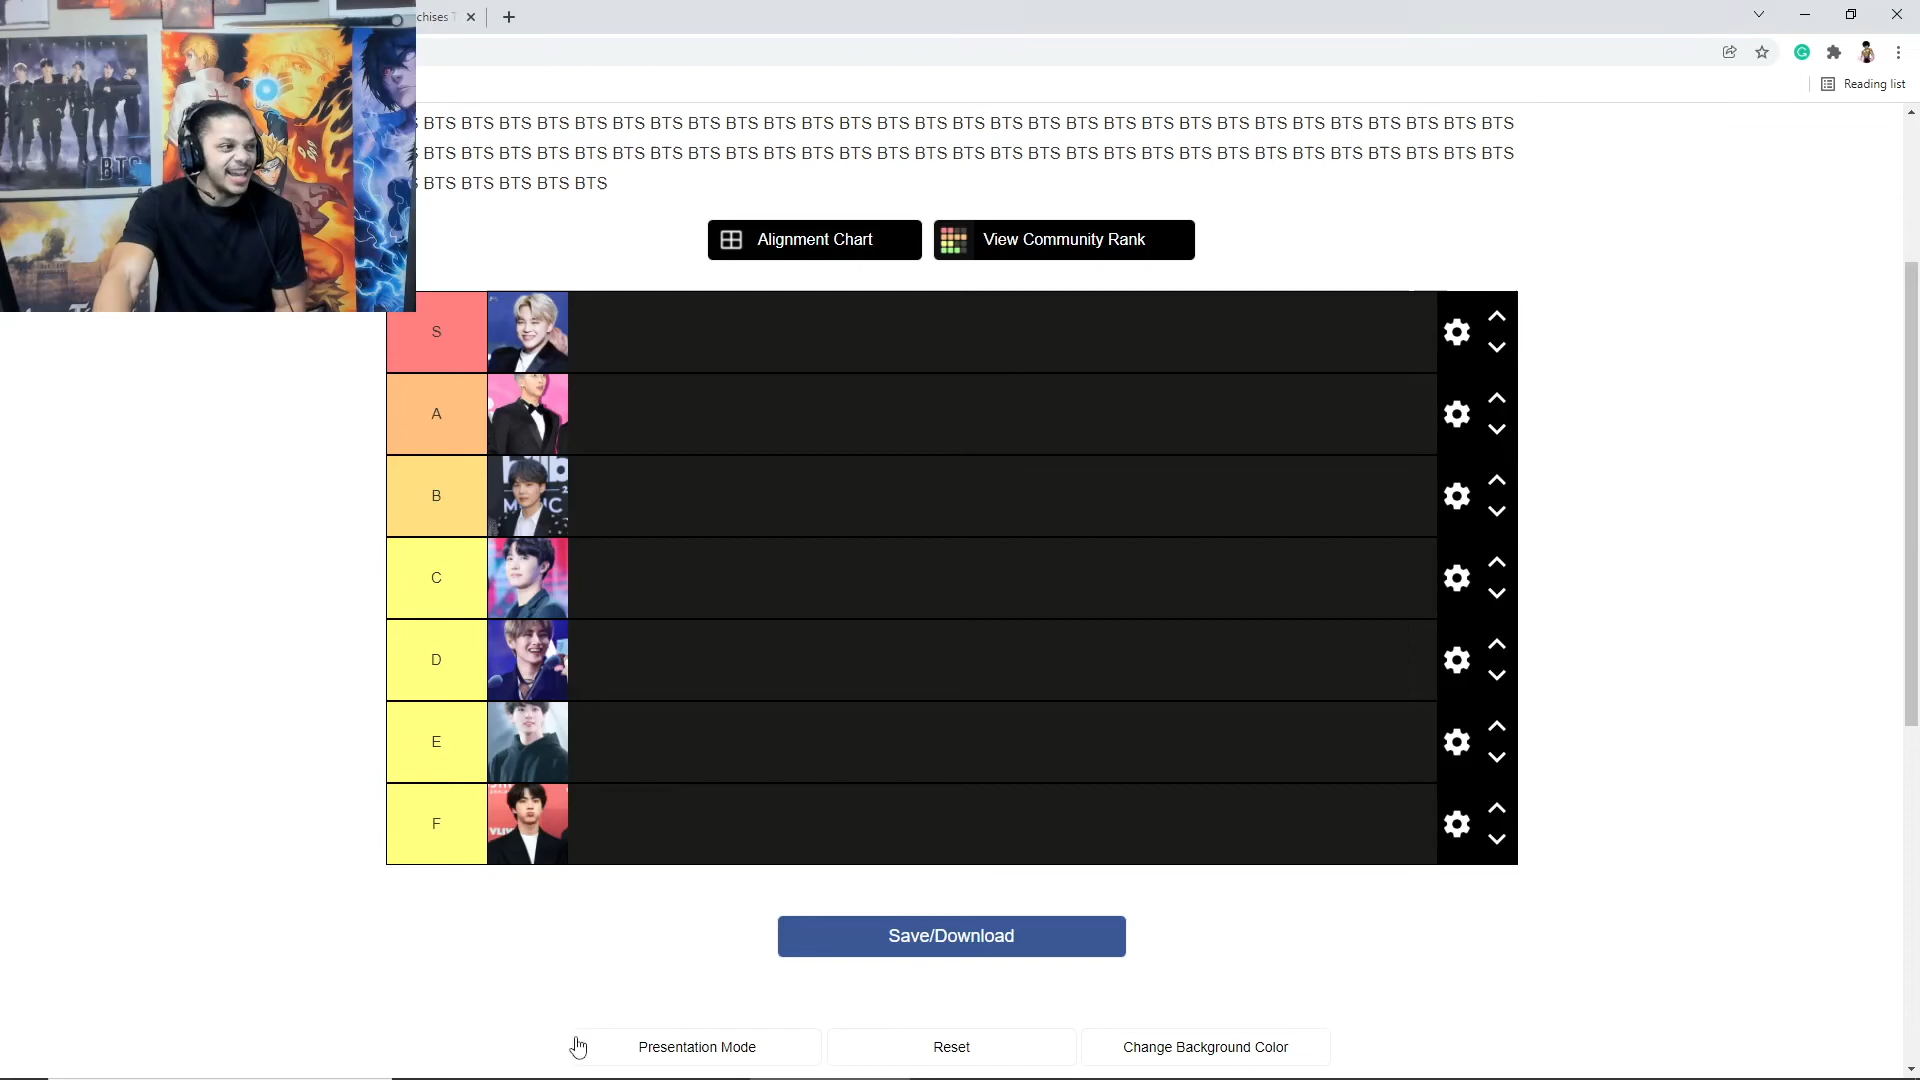 chises T
Reading list
BTS BTS BTS BTS BTS BTS BTS BTS BTS BTS BTS BTS BTS BTS BTS BTS BTS BTS BTS BTS BTS BTS BTS BTS BTS BTS BTS BTS BTS
BTS BTS BTS BTS BTS BTS BTS BTS BTS BTS BTS BTS BTS BTS BTS BTS BTS BTS BTS BTS BTS BTS BTS BTS BTS BTS BTS BTS BTS
BTS BTS BTS BTS BTS
BTS
Alignment Chart
View Community Rank
S
A
B
C
D
E
F
Save/Download
Presentation Mode
Reset
Change Background Color